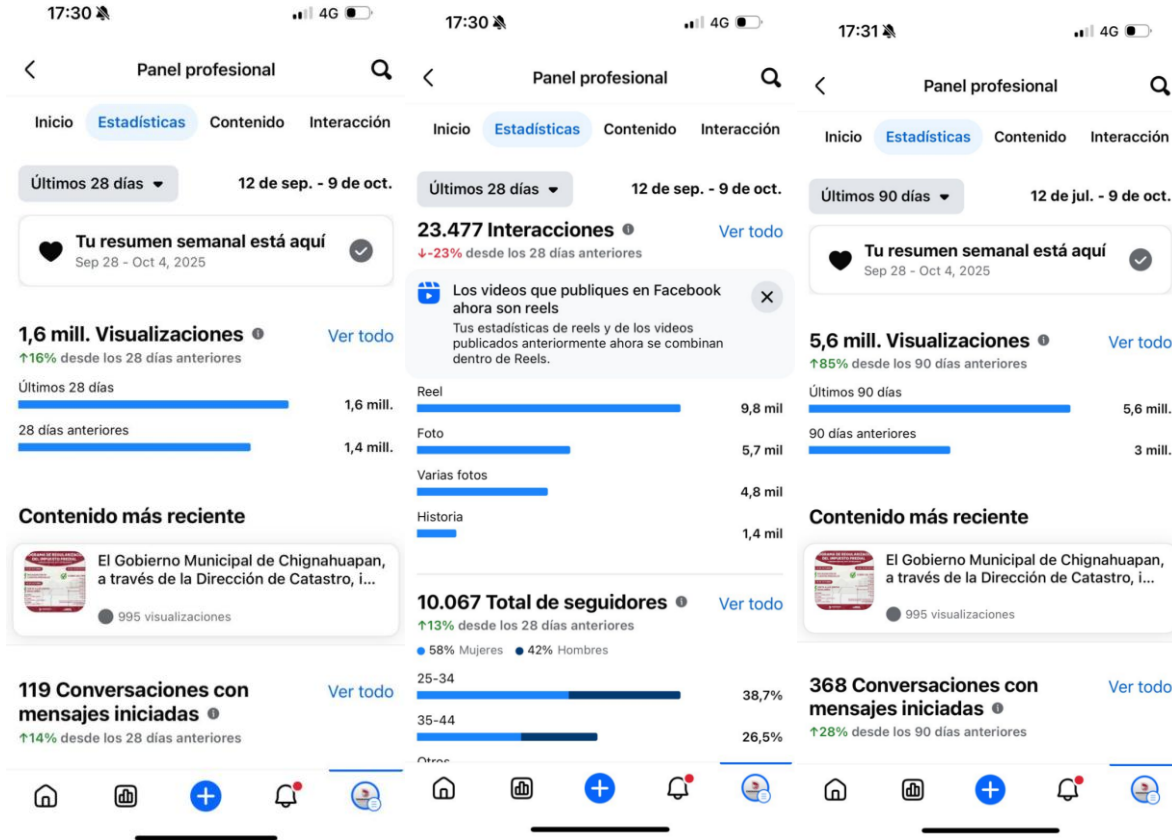 17:30
4G
Panel profesional
Inicio Estadísticas Contenido Interacción
Últimos 28 días 12 de sep. - 9 de oct.
Tu resumen semanal está aquí
Sep 28 - Oct 4, 2025
1,6 mill. Visualizaciones Ver todo
↑16% desde los 28 días anteriores
Últimos 28 días
1,6 mill.
28 días anteriores
1,4 mill.
Contenido más reciente
El Gobierno Municipal de Chignahuapan,
a través de la Dirección de Catastro, i...
995 visualizaciones
119 Conversaciones con
mensajes iniciadas Ver todo
↑14% desde los 28 días anteriores
17:30
4G
Panel profesional
Inicio Estadísticas Contenido Interacción
Últimos 28 días 12 de sep. - 9 de oct.
23.477 Interacciones Ver todo
↓-23% desde los 28 días anteriores
Los videos que publiques en Facebook
ahora son reels
Tus estadísticas de reels y de los videos
publicados anteriormente ahora se combinan
dentro de Reels.
Reel
9,8 mil
Foto
5,7 mil
Varias fotos
4,8 mil
Historia
1,4 mil
10.067 Total de seguidores Ver todo
↑13% desde los 28 días anteriores
58% Mujeres 42% Hombres
25-34
38,7%
35-44
26,5%
Otros
17:31
4G
Panel profesional
Inicio Estadísticas Contenido Interacción
Últimos 90 días 12 de jul. - 9 de oct.
Tu resumen semanal está aquí
Sep 28 - Oct 4, 2025
5,6 mill. Visualizaciones Ver todo
↑85% desde los 90 días anteriores
Últimos 90 días
5,6 mill.
90 días anteriores
3 mill.
Contenido más reciente
El Gobierno Municipal de Chignahuapan,
a través de la Dirección de Catastro, i...
995 visualizaciones
368 Conversaciones con
mensajes iniciadas Ver todo
↑28% desde los 90 días anteriores